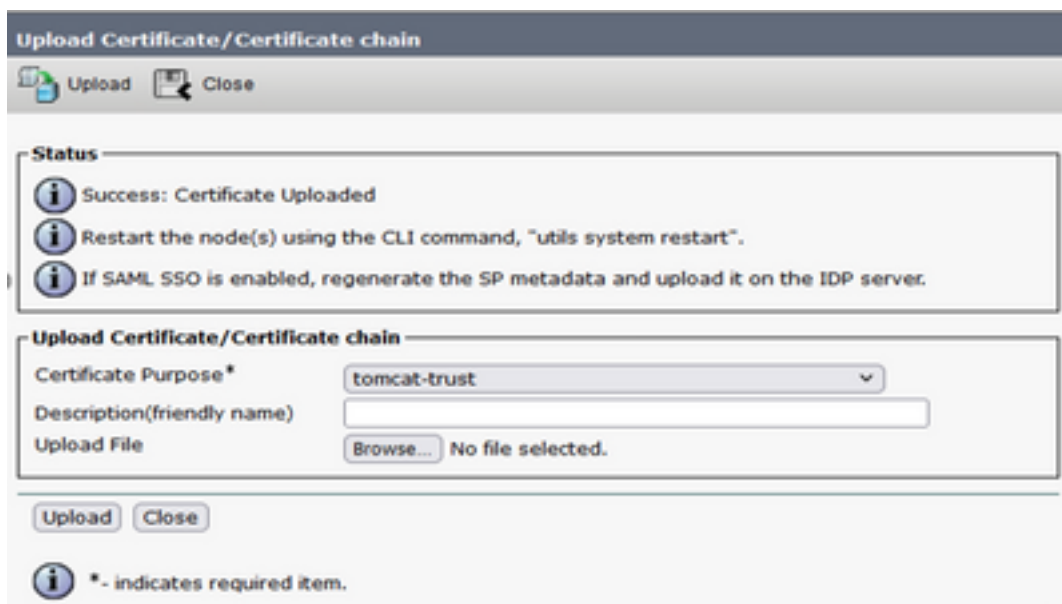 Upload Certificate/Certificate chain
Upload Close
Status
Success: Certificate Uploaded
Restart the node(s) using the CLI command, "utils system restart".
If SAML SSO is enabled, regenerate the SP metadata and upload it on the IDP server.
Upload Certificate/Certificate chain
Certificate Purpose* tomcat-trust
Description(friendly name)
Upload File Browse... No file selected.
Upload Close
*- indicates required item.